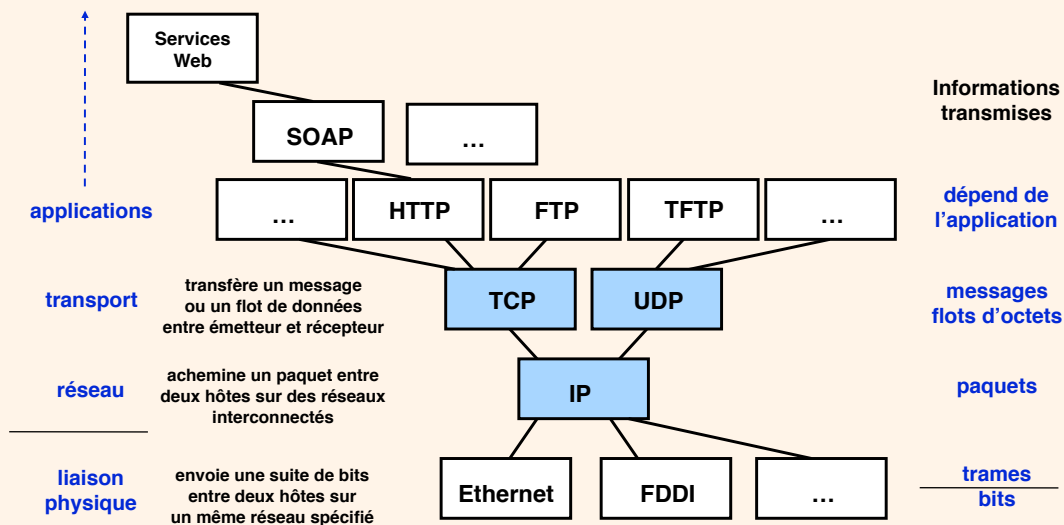 Services
Web
Informations
transmises
SOAP
...
applications
...
HTTP
FTP
TFTP
...
dépend de
l'application
transport
transfère un message
ou un flot de données
entre émetteur et récepteur
TCP
UDP
messages
flots d'octets
réseau
achemine un paquet entre
deux hôtes sur des réseaux
interconnectés
IP
paquets
liaison
physique
envoie une suite de bits
entre deux hôtes sur
un même réseau spécifié
Ethernet
FDDI
...
trames
bits